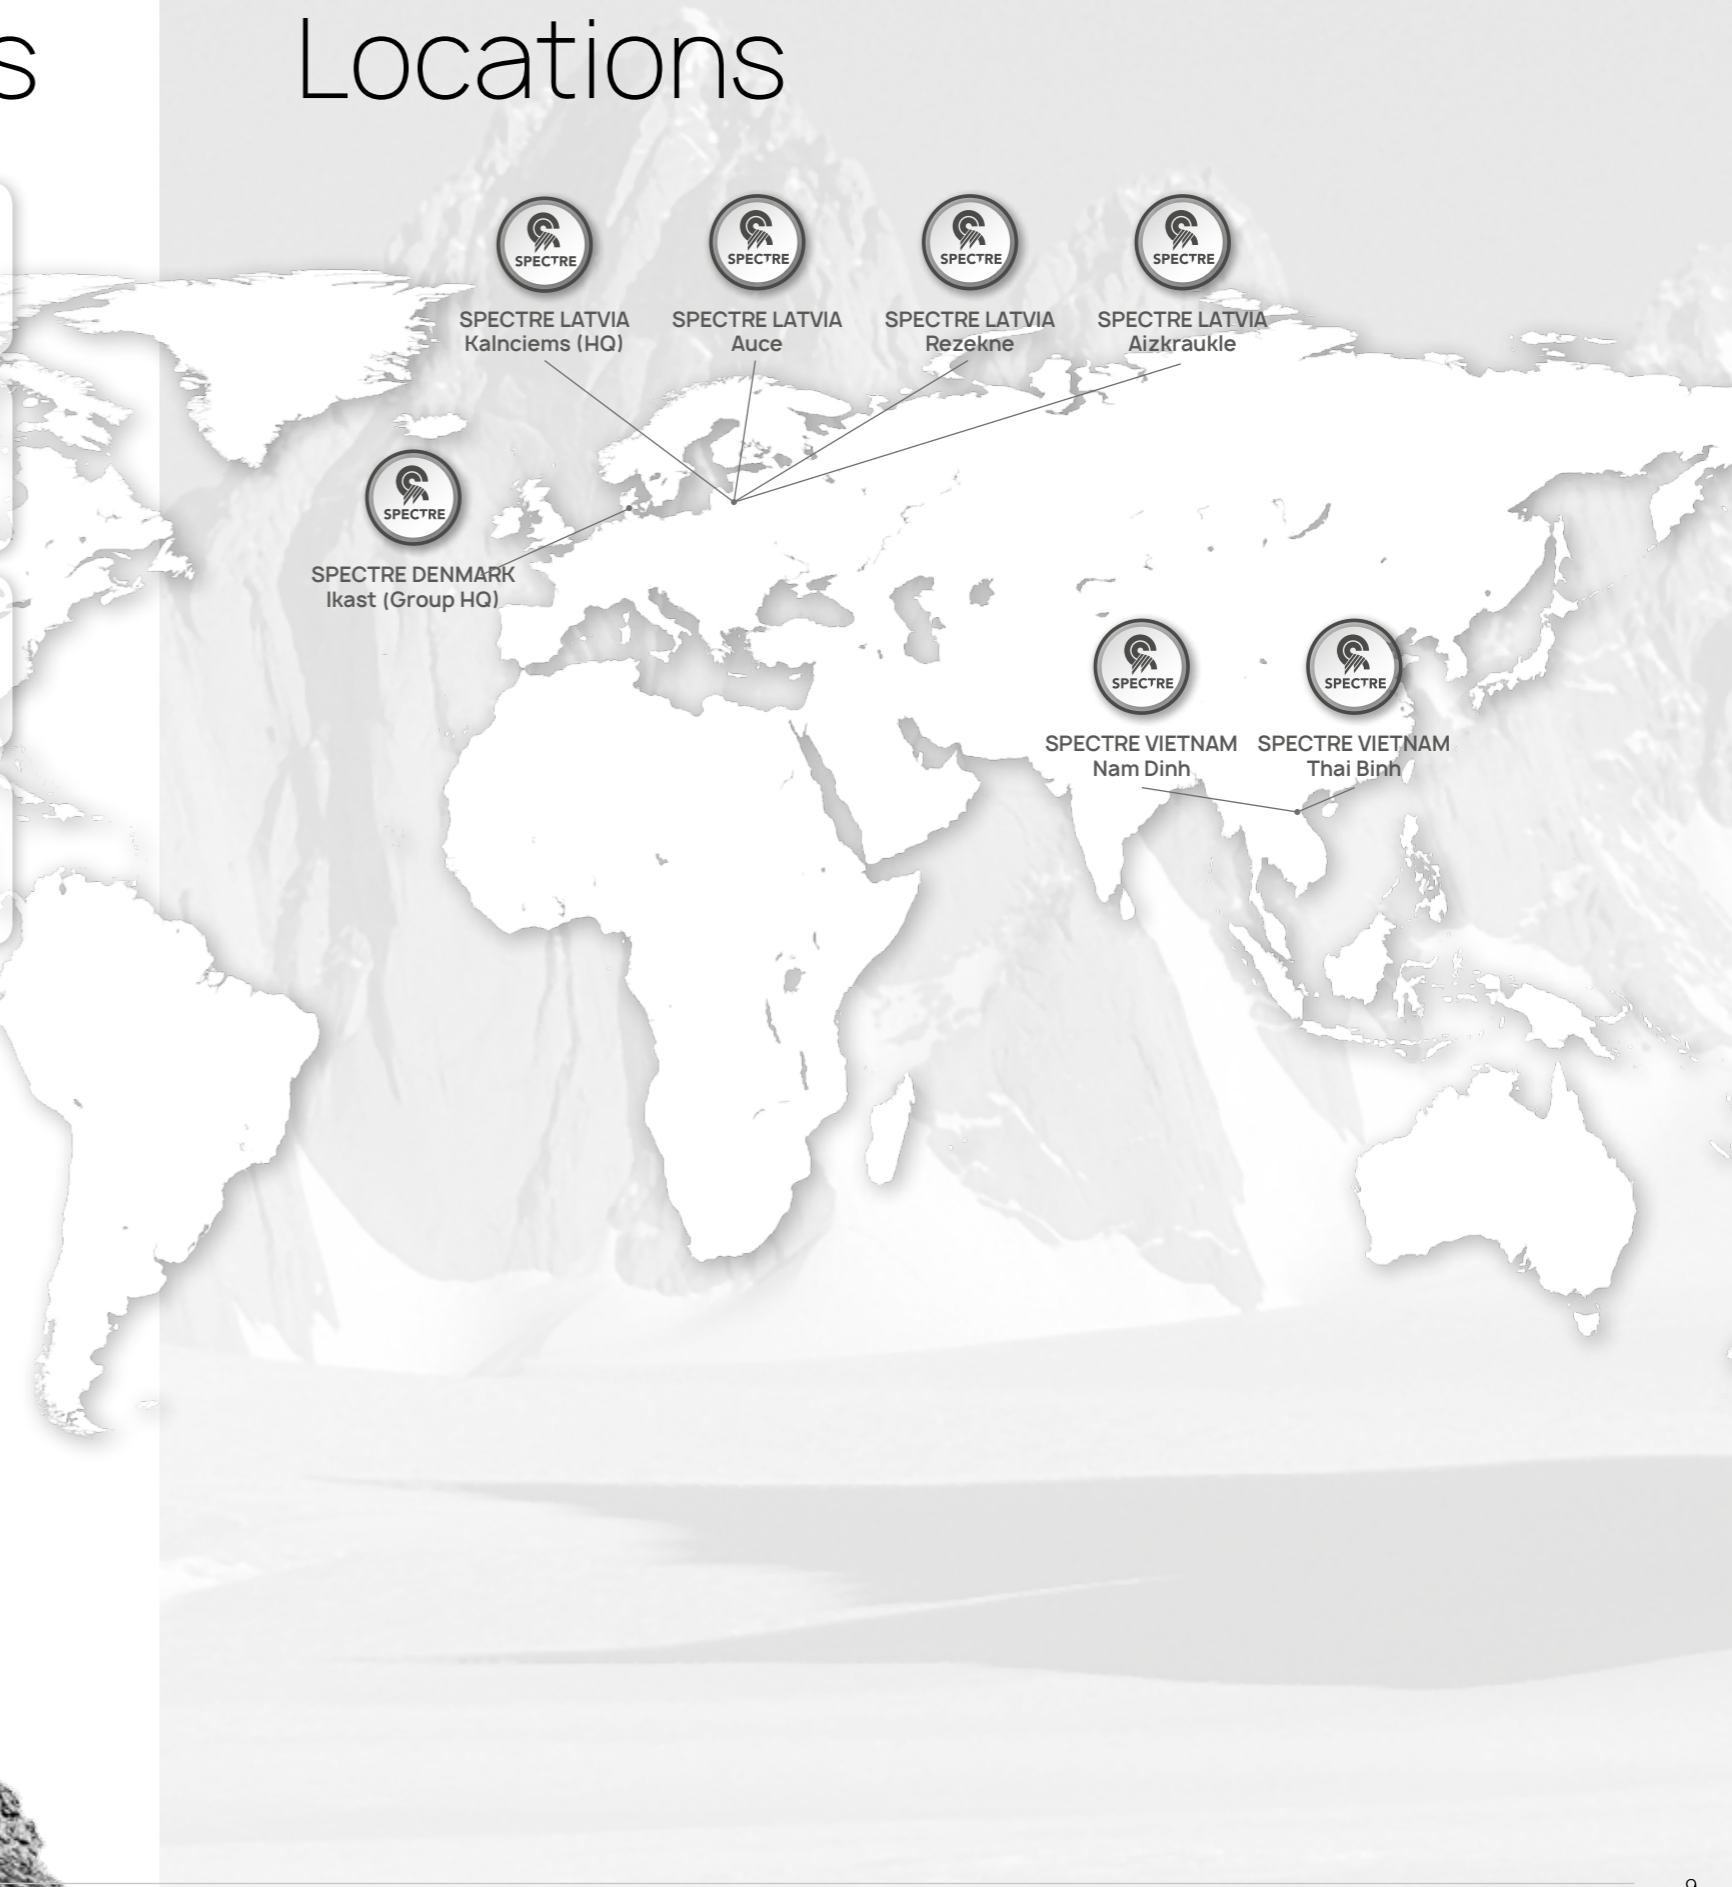 s
Locations
SPECTRE
SPECTRE LATVIA
Kalnciems (HQ)
SPECTRE
SPECTRE LATVIA
Auce
SPECTRE
SPECTRE LATVIA
Rezekne
SPECTRE
SPECTRE LATVIA
Aizkraukle
SPECTRE
SPECTRE DENMARK
Ikast (Group HQ)
SPECTRE
SPECTRE VIETNAM
Nam Dinh
SPECTRE
SPECTRE VIETNAM
Thai Binh
9